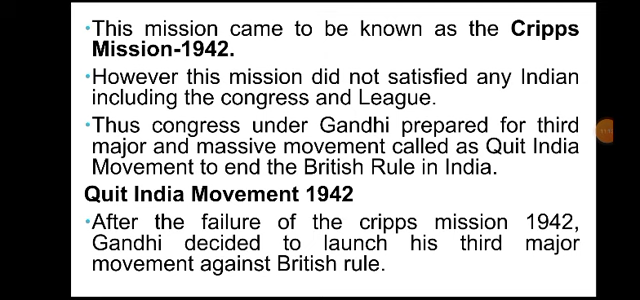 •This mission came to be known as the Cripps
Mission-1942.
•However this mission did not satisfied any Indian
including the congress and League.
•Thus congress under Gandhi prepared for third
major and massive movement called as Quit India
Movement to end the British Rule in India.
Quit India Movement 1942
•After the failure of the cripps mission 1942,
Gandhi decided to launch his third major
movement against British rule.